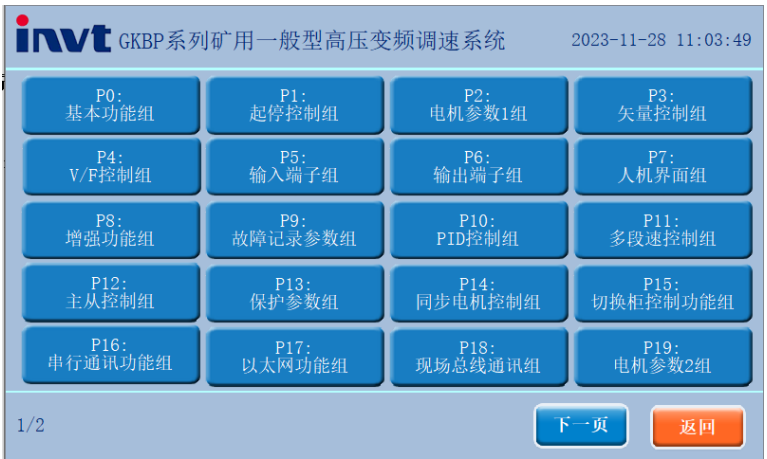 invt GKBP系列矿用一般型高压变频调速系统 2023-11-28 11:03:49
P0: P1: P2: P3:
基本功能组 起停控制组 电机参数1组 矢量控制组
P4: P5: P6: P7:
V/F控制组 输入端子组 输出端子组 人机界面组
P8: P9: P10: P11:
增强功能组 故障记录参数组 PID控制组 多段速控制组
P12: P13: P14: P15:
主从控制组 保护参数组 同步电机控制组 切换柜控制功能组
P16: P17: P18: P19:
串行通讯功能组 以太网功能组 现场总线通讯组 电机参数2组
1/2 下一页 返回